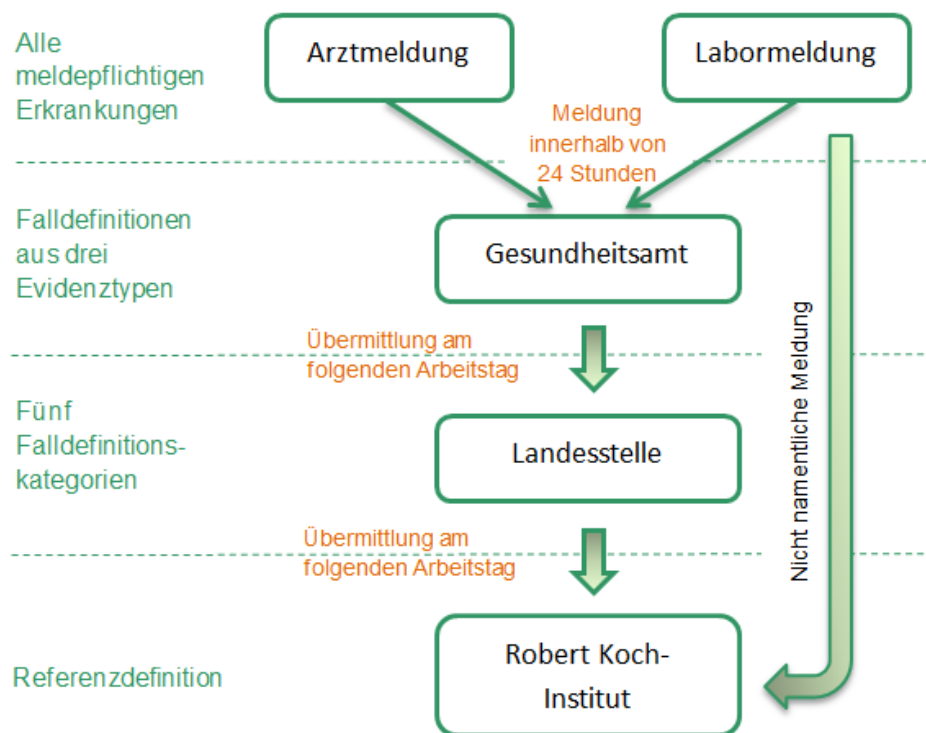 Alle
meldepflichtigen
Erkrankungen
Arztmeldung
Labormeldung
Meldung
innerhalb von
24 Stunden
Falldefinitionen
aus drei
Evidenztypen
Gesundheitsamt
Übermittlung am
folgenden Arbeitstag
Fünf
Falldefinitions-
kategorien
Landesstelle
Nicht namentliche Meldung
Übermittlung am
folgenden Arbeitstag
Referenzdefinition
Robert Koch-
Institut